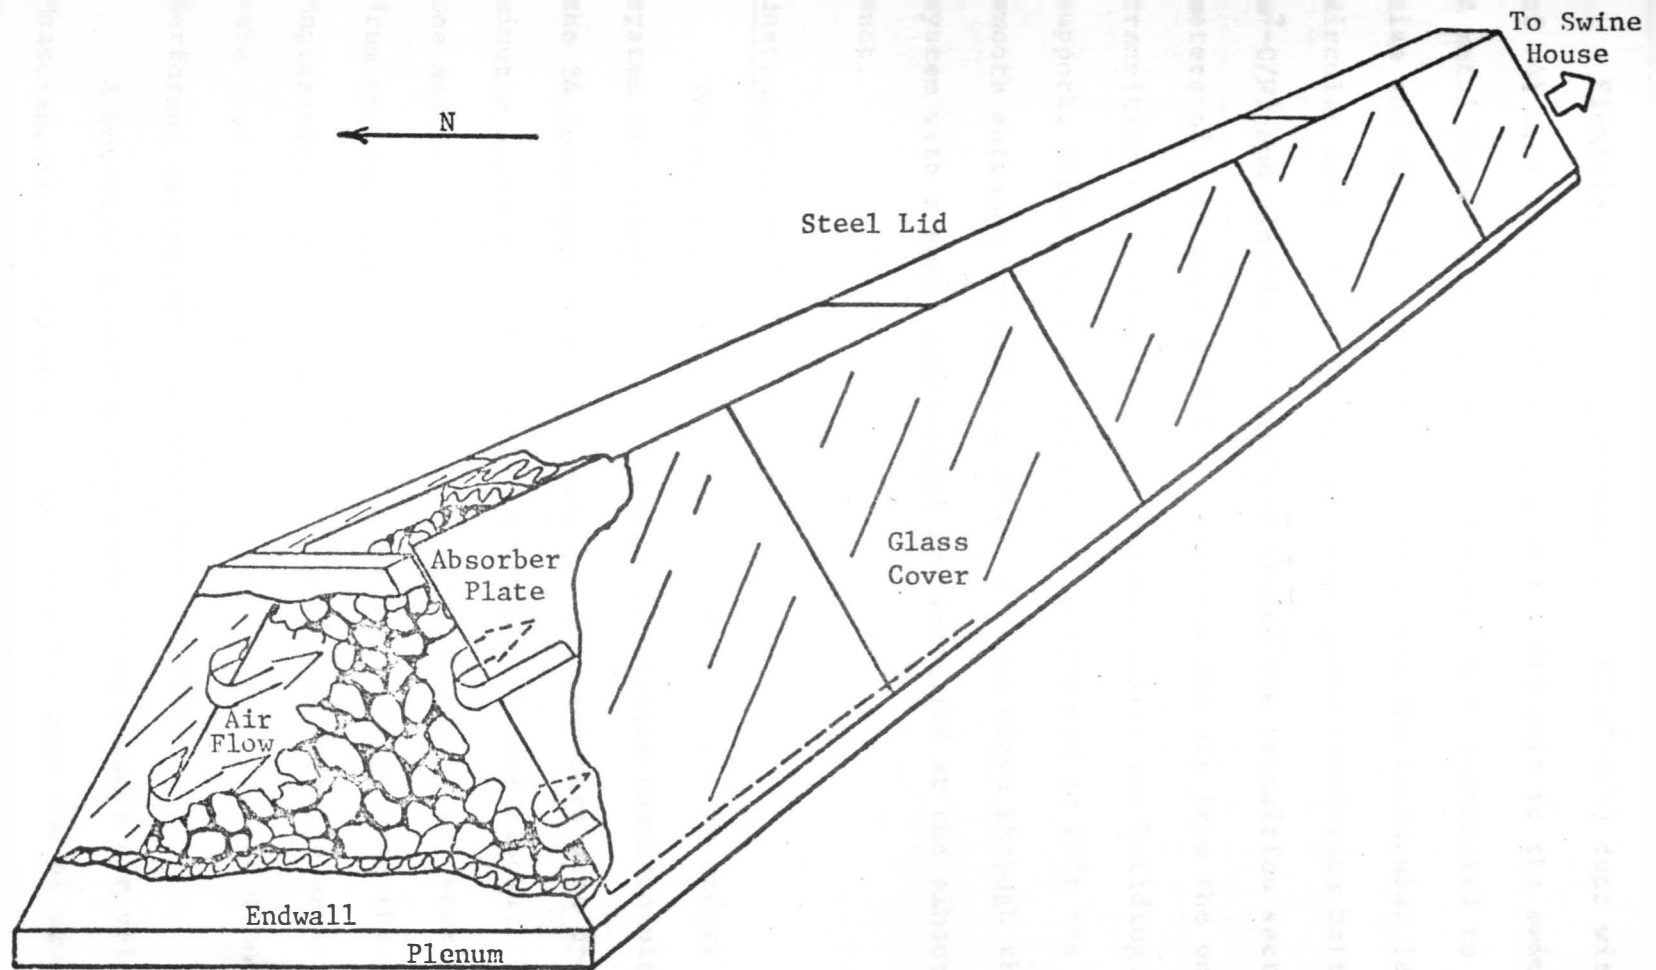 To Swine
House
N
Steel Lid
Absorber
Plate
Glass
Cover
Air
Flow
Endwall
Plenum